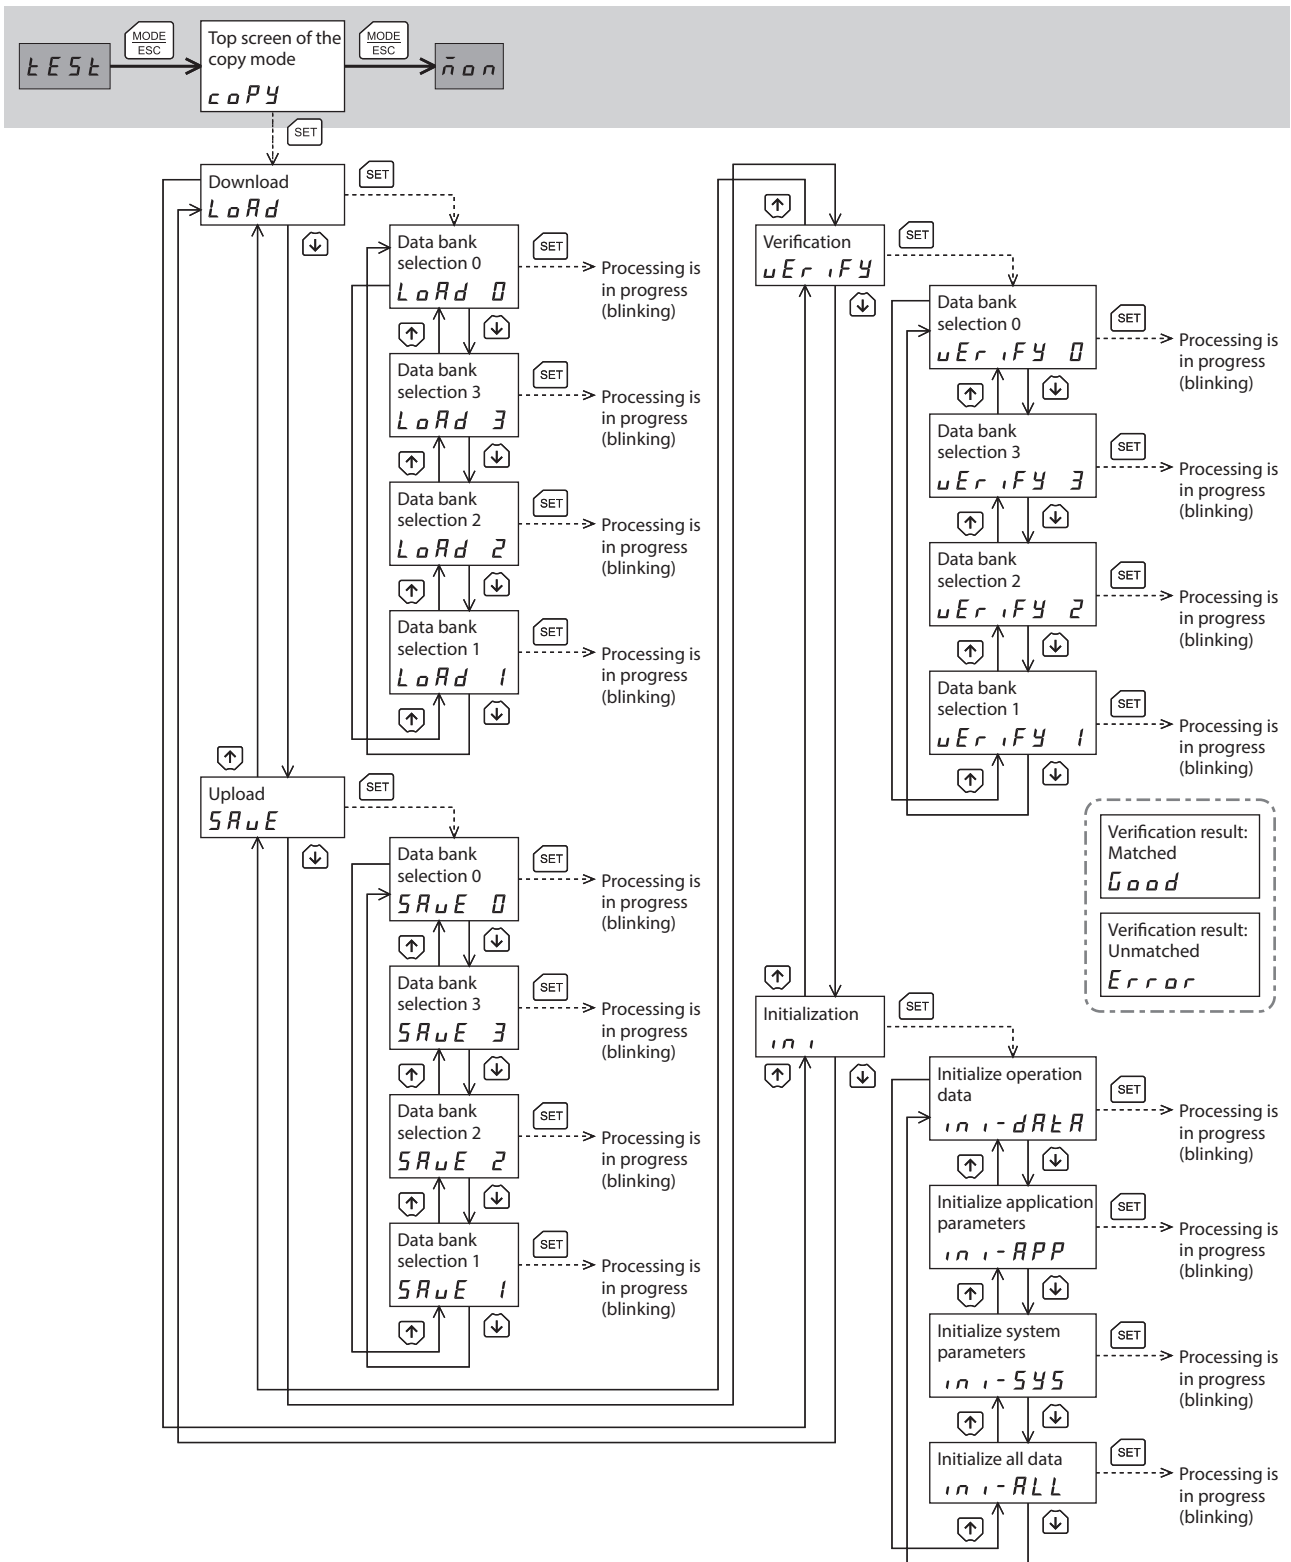 tESt
MODE
ESC
Top screen of the
copy mode
coPY
MODE
ESC
mon
SET
Download
LoAd
SET
Data bank
selection 0
LoAd 0
SET
Processing is
in progress
(blinking)
Data bank
selection 3
LoAd 3
SET
Processing is
in progress
(blinking)
Data bank
selection 2
LoAd 2
SET
Processing is
in progress
(blinking)
Data bank
selection 1
LoAd 1
SET
Processing is
in progress
(blinking)
Upload
SAvE
SET
Data bank
selection 0
SAvE 0
SET
Processing is
in progress
(blinking)
Data bank
selection 3
SAvE 3
SET
Processing is
in progress
(blinking)
Data bank
selection 2
SAvE 2
SET
Processing is
in progress
(blinking)
Data bank
selection 1
SAvE 1
SET
Processing is
in progress
(blinking)
Verification
vEriFY
SET
Data bank
selection 0
vEriFY 0
SET
Processing is
in progress
(blinking)
Data bank
selection 3
vEriFY 3
SET
Processing is
in progress
(blinking)
Data bank
selection 2
vEriFY 2
SET
Processing is
in progress
(blinking)
Data bank
selection 1
vEriFY 1
SET
Processing is
in progress
(blinking)
Verification result:
Matched
Good
Verification result:
Unmatched
Error
Initialization
ini
SET
Initialize operation
data
ini-dAtA
SET
Processing is
in progress
(blinking)
Initialize application
parameters
ini-APP
SET
Processing is
in progress
(blinking)
Initialize system
parameters
ini-SYS
SET
Processing is
in progress
(blinking)
Initialize all data
ini-ALL
SET
Processing is
in progress
(blinking)